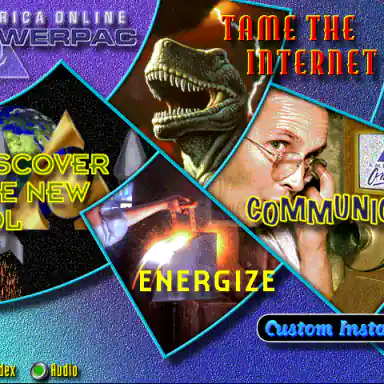 RICA ONLINE
WERPAC
TAME THE
INTERNET
SCOVER
E NEW
OL
COMMUNIC
ENERGIZE
Custom Insta
dex
Audio